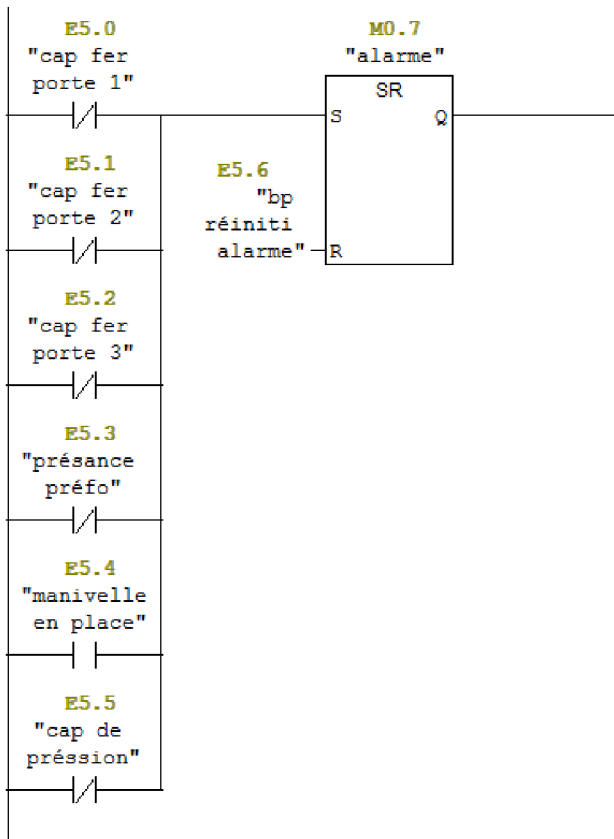 E5.0
"cap fer
porte 1"
M0.7
"alarme"
SR
S
Q
E5.1
"cap fer
porte 2"
E5.6
"bp
réiniti
alarme"
R
E5.2
"cap fer
porte 3"
E5.3
"présance
préfo"
E5.4
"manivelle
en place"
E5.5
"cap de
préssion"